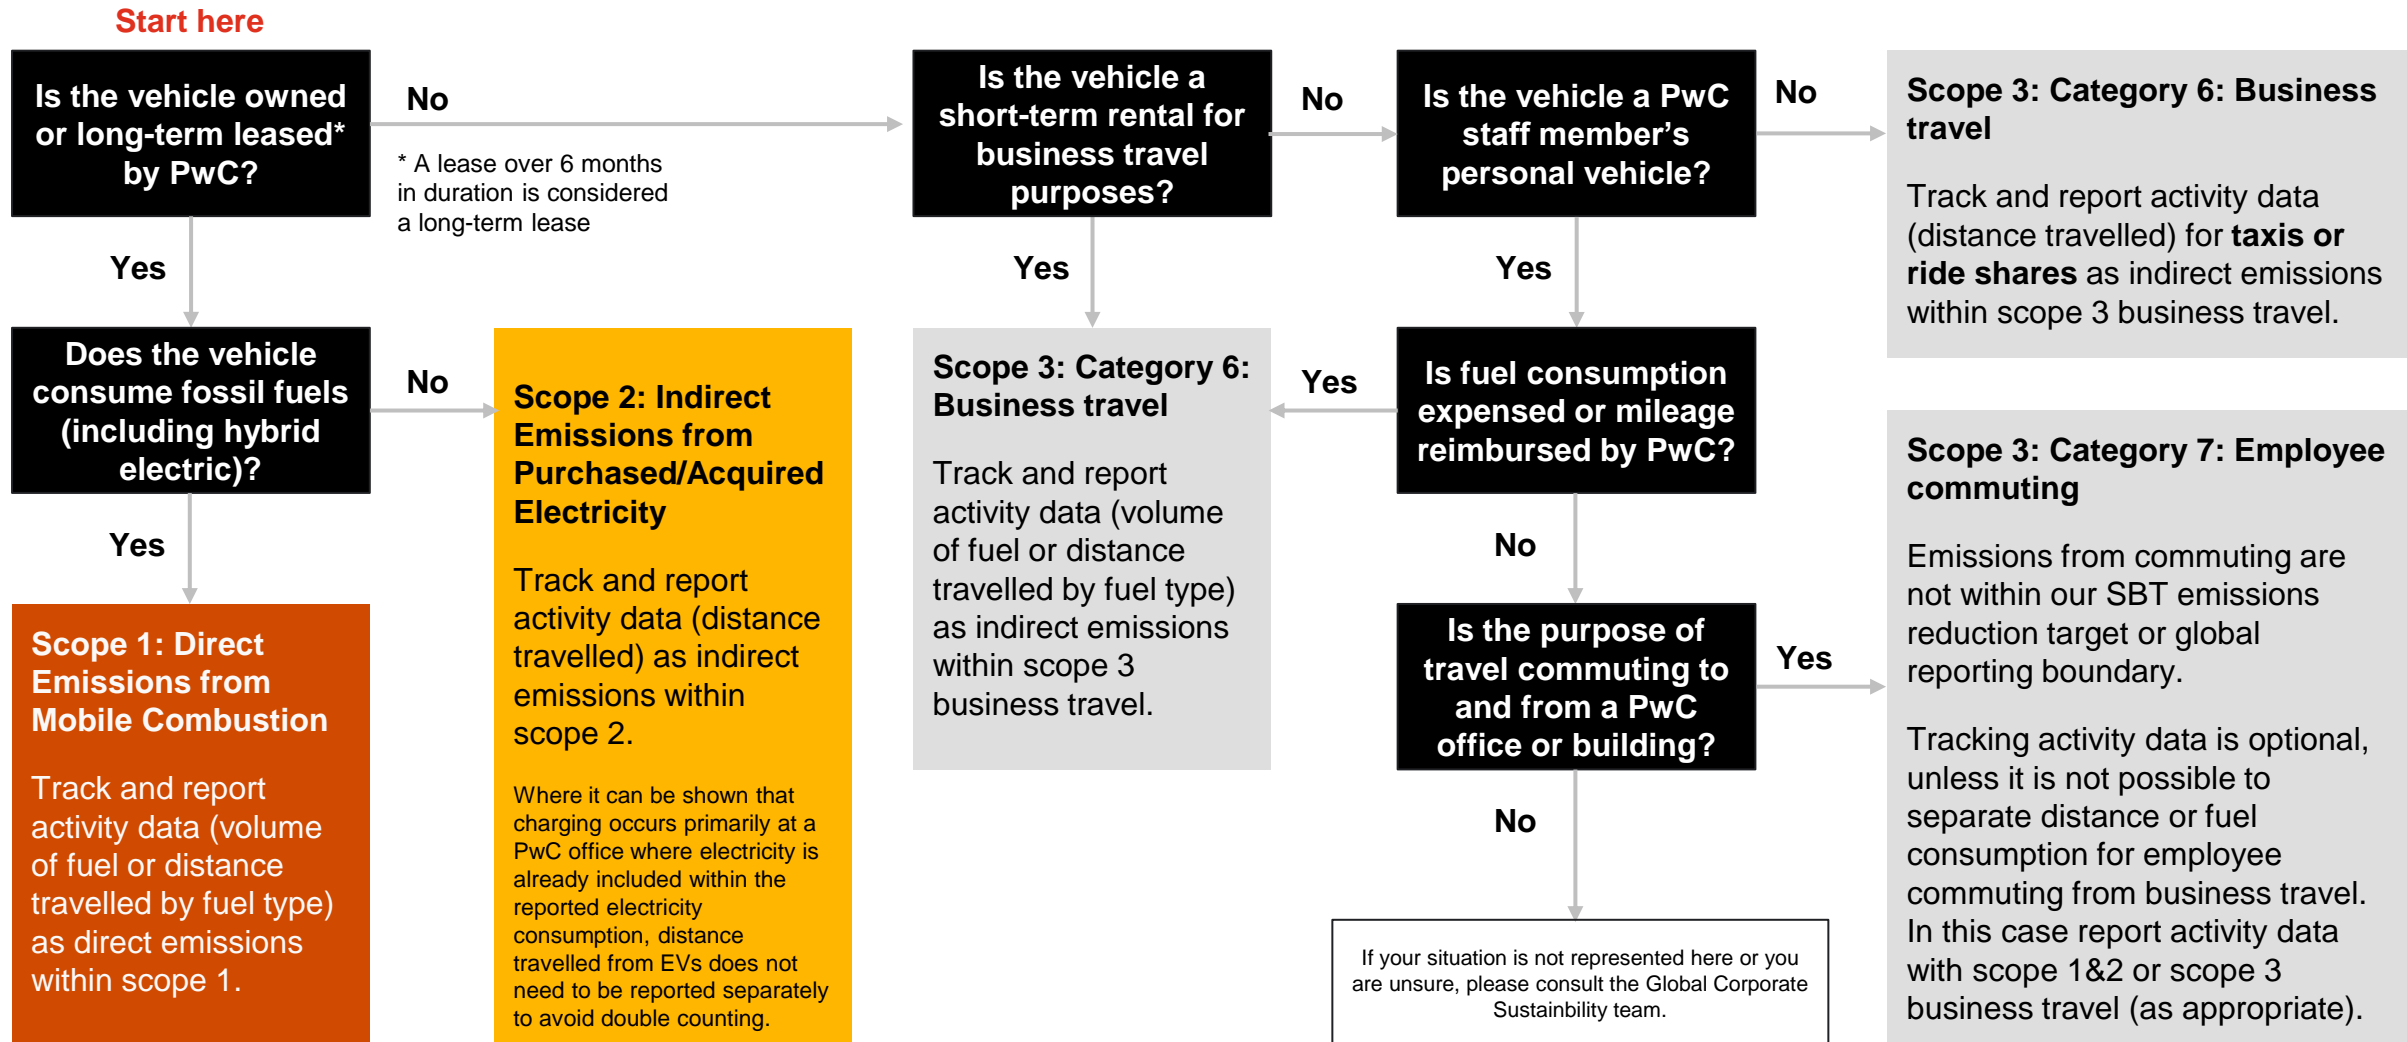 Start here
Is the vehicle owned
or long-term leased*
by PwC?
No
* A lease over 6 months
in duration is considered
a long-term lease
Is the vehicle a
short-term rental for
business travel
purposes?
No
Is the vehicle a PwC
staff member’s
personal vehicle?
No
Scope 3: Category 6: Business
travel
Track and report activity data
(distance travelled) for taxis or
ride shares as indirect emissions
within scope 3 business travel.
Yes
Yes
Yes
Does the vehicle
consume fossil fuels
(including hybrid
electric)?
No
Scope 2: Indirect
Emissions from
Purchased/Acquired
Electricity
Track and report
activity data (distance
travelled) as indirect
emissions within
scope 2.
Where it can be shown that
charging occurs primarily at a
PwC office where electricity is
already included within the
reported electricity
consumption, distance
travelled from EVs does not
need to be reported separately
to avoid double counting.
Scope 3: Category 6:
Business travel
Track and report
activity data (volume
of fuel or distance
travelled by fuel type)
as indirect emissions
within scope 3
business travel.
Yes
Is fuel consumption
expensed or mileage
reimbursed by PwC?
Yes
Scope 1: Direct
Emissions from
Mobile Combustion
Track and report
activity data (volume
of fuel or distance
travelled by fuel type)
as direct emissions
within scope 1.
No
Is the purpose of
travel commuting to
and from a PwC
office or building?
Yes
Scope 3: Category 7: Employee
commuting
Emissions from commuting are
not within our SBT emissions
reduction target or global
reporting boundary.
Tracking activity data is optional,
unless it is not possible to
separate distance or fuel
consumption for employee
commuting from business travel.
In this case report activity data
with scope 1&2 or scope 3
business travel (as appropriate).
No
If your situation is not represented here or you
are unsure, please consult the Global Corporate
Sustainbility team.